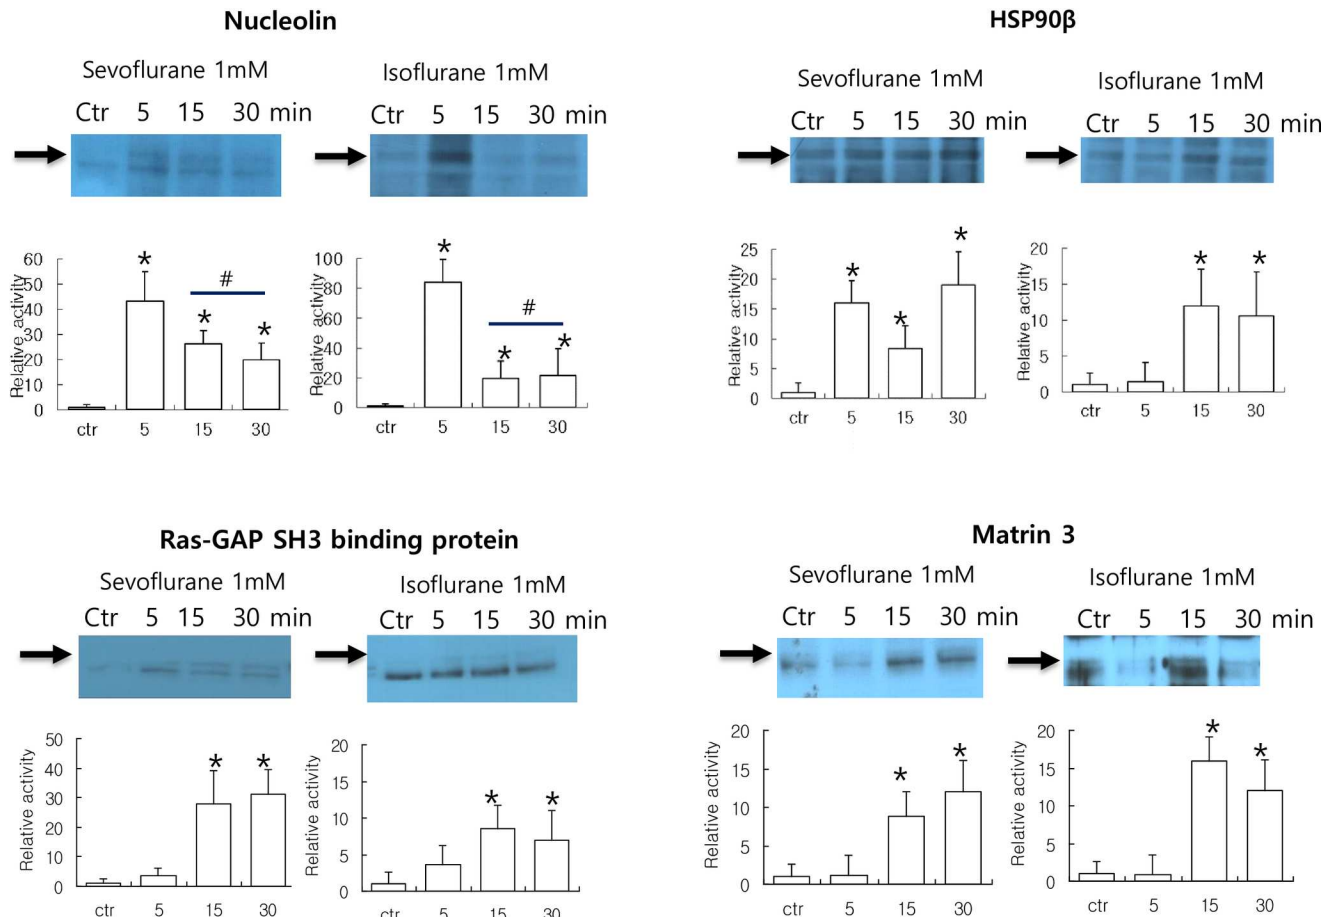 Nucleolin
Sevoflurane 1mM
Ctr 5 15 30 min
Isoflurane 1mM
Ctr 5 15 30 min
Relative activity
60
50
40
30
20
10
0
*
*
*
#
ctr 5 15 30
Relative activity
100
80
60
40
20
0
*
*
*
#
ctr 5 15 30
HSP90β
Sevoflurane 1mM
Ctr 5 15 30 min
Isoflurane 1mM
Ctr 5 15 30 min
Relative activity
25
20
15
10
5
0
*
*
*
ctr 5 15 30
Relative activity
20
15
10
5
0
*
*
ctr 5 15 30
Ras-GAP SH3 binding protein
Sevoflurane 1mM
Ctr 5 15 30 min
Isoflurane 1mM
Ctr 5 15 30 min
Relative activity
50
40
30
20
10
0
*
*
ctr 5 15 30
Relative activity
20
15
10
5
0
*
*
ctr 5 15 30
Matrin 3
Sevoflurane 1mM
Ctr 5 15 30 min
Isoflurane 1mM
Ctr 5 15 30 min
Relative activity
20
15
10
5
0
*
*
ctr 5 15 30
Relative activity
20
15
10
5
0
*
*
ctr 5 15 30